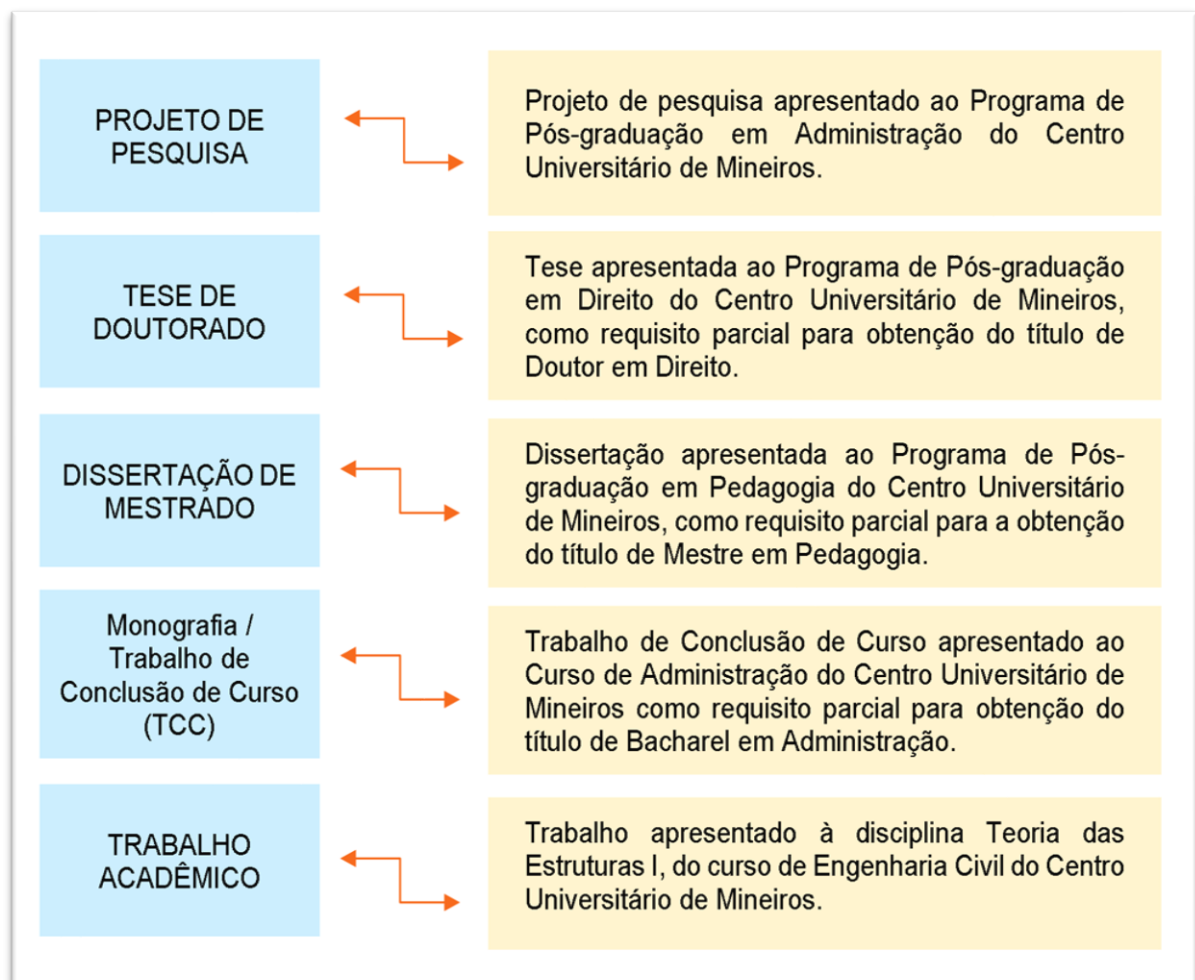 PROJETO DE
PESQUISA
Projeto de pesquisa apresentado ao Programa de
Pós-graduação em Administração do Centro
Universitário de Mineiros.
TESE DE
DOUTORADO
Tese apresentada ao Programa de Pós-graduação
em Direito do Centro Universitário de Mineiros,
como requisito parcial para obtenção do título de
Doutor em Direito.
DISSERTAÇÃO DE
MESTRADO
Dissertação apresentada ao Programa de Pós-
graduação em Pedagogia do Centro Universitário
de Mineiros, como requisito parcial para a obtenção
do título de Mestre em Pedagogia.
Monografia /
Trabalho de
Conclusão de Curso
(TCC)
Trabalho de Conclusão de Curso apresentado ao
Curso de Administração do Centro Universitário de
Mineiros como requisito parcial para obtenção do
título de Bacharel em Administração.
TRABALHO
ACADÊMICO
Trabalho apresentado à disciplina Teoria das
Estruturas I, do curso de Engenharia Civil do Centro
Universitário de Mineiros.